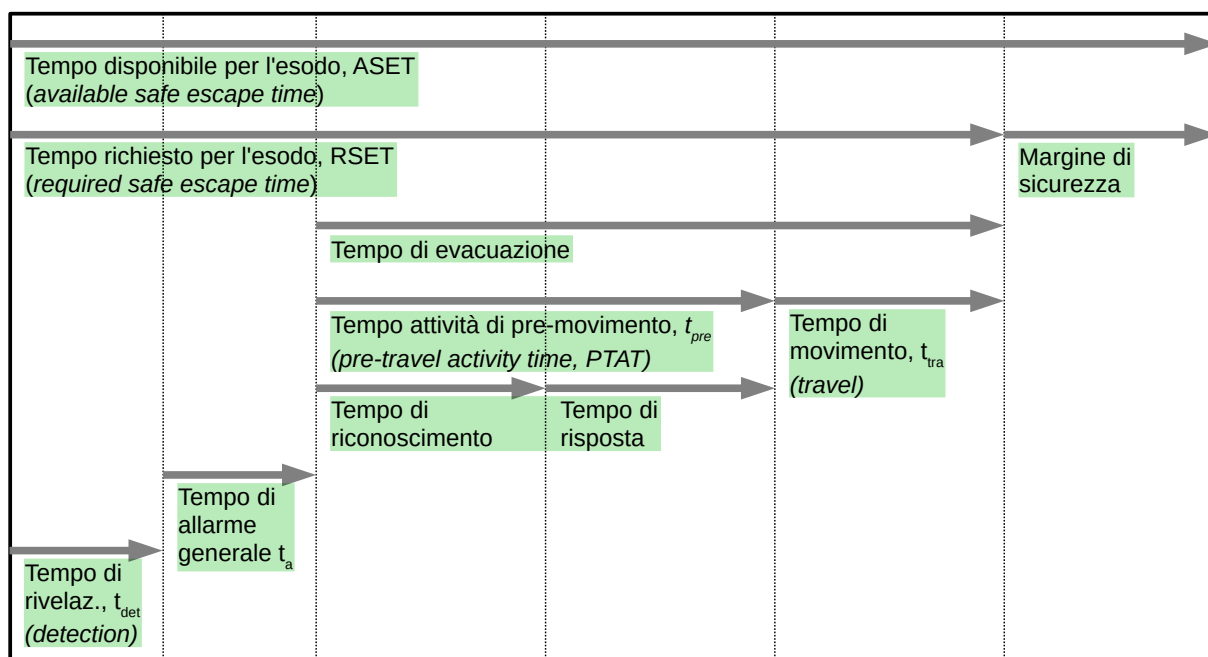 Tempo disponibile per l'esodo, ASET
(available safe escape time)
Tempo richiesto per l'esodo, RSET
(required safe escape time)
Margine di
sicurezza
Tempo di evacuazione
Tempo attività di pre-movimento, tpre
(pre-travel activity time, PTAT)
Tempo di
movimento, ttra
(travel)
Tempo di
riconoscimento
Tempo di
risposta
Tempo di
allarme
generale ta
Tempo di
rivelaz., tdet
(detection)